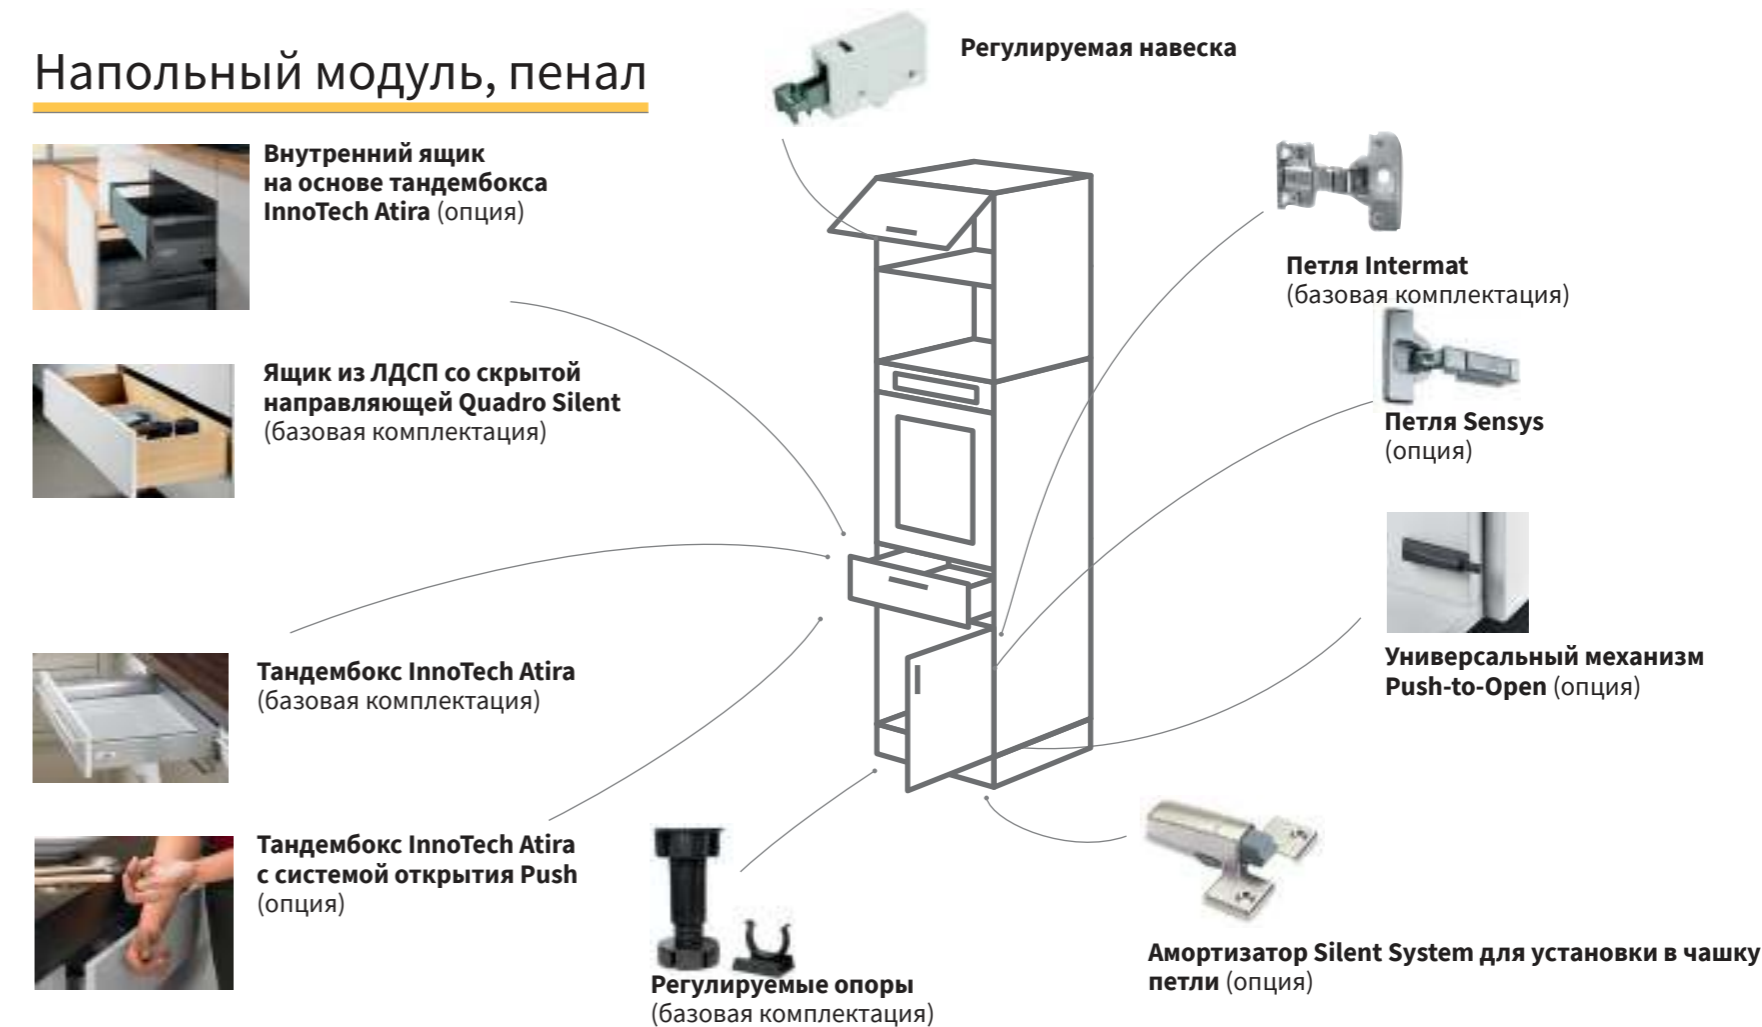 Напольный модуль, пенал
Регулируемая навеска
Внутренний ящик
на основе тандембокса
InnoTech Atira (опция)
Петля Intermat
(базовая комплектация)
Ящик из ЛДСП со скрытой
направляющей Quadro Silent
(базовая комплектация)
Петля Sensys
(опция)
Тандембокс InnoTech Atira
(базовая комплектация)
Универсальный механизм
Push-to-Open (опция)
Тандембокс InnoTech Atira
с системой открытия Push
(опция)
Регулируемые опоры
(базовая комплектация)
Амортизатор Silent System для установки в чашку
петли (опция)